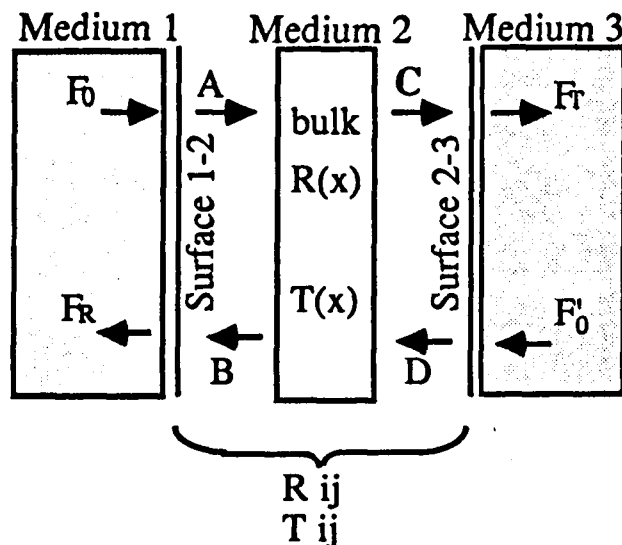 Medium 1 Medium 2 Medium 3
F0 A C FT
bulk
R(x)
Surface 1-2
Surface 2-3
T(x)
FR B D F'0
R ij
T ij